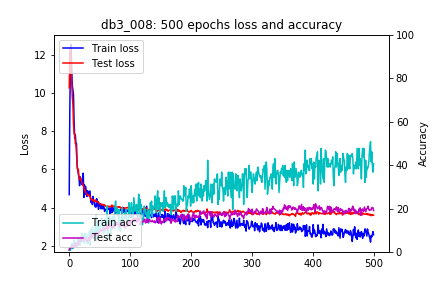 db3_008: 500 epochs loss and accuracy
Train loss
Test loss
Train acc
Test acc
Loss
12
10
8
6
4
2
Accuracy
100
80
60
40
20
0
0 100 200 300 400 500